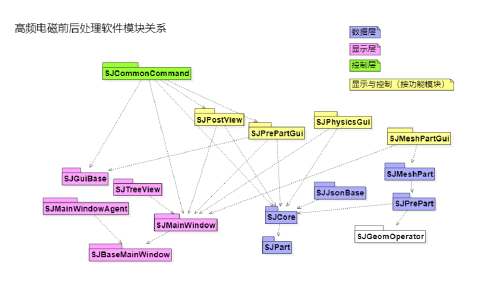 高频电磁前后处理软件模块关系
数据层
显示层
控制层
显示与控制（按功能模块）
SJCommonCommand
SJPostView
SJPrePartGui
SJPhysicsGui
SJMeshPartGui
SJGuiBase
SJTreeView
SJMeshPart
SJJsonBase
SJMainWindowAgent
SJPrePart
SJMainWindow
SJCore
SJGeomOperator
SJBaseMainWindow
SJPart